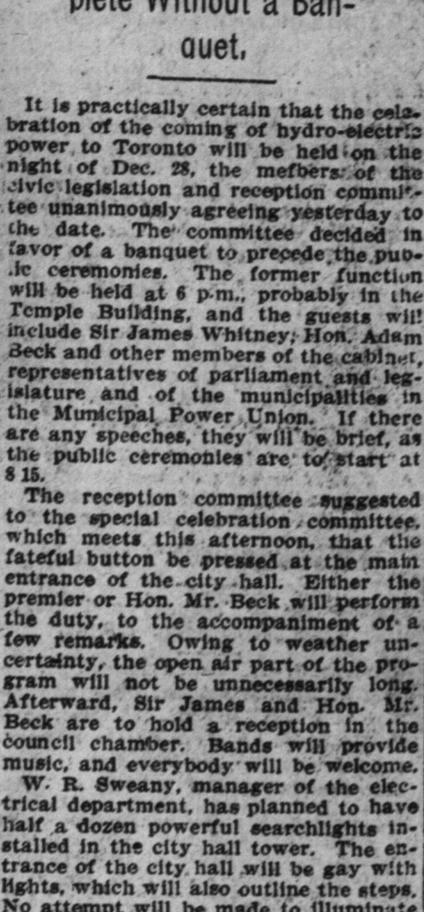 plete Without a Ban-
quet.
It is practically certain that the cele-
bration of the coming of hydro-electric
power to Toronto will be held on the
night of Dec. 28, the mefbers of the
civic legislation and reception commit-
tee unanimously agreeing yesterday to
the date. The committee decided in
favor of a banquet to precede the pub-
lic ceremonies. The former function
will be held at 6 p.m., probably in the
Temple Building, and the guests will
include Sir James Whitney, Hon. Adam
Beck and other members of the cabinet,
representatives of parliament and leg-
islature and of the municipalities in
the Municipal Power Union. If there
are any speeches, they will be brief, as
the public ceremonies are to start at
8 15.
The reception committee suggested
to the special celebration committee,
which meets this afternoon, that the
fateful button be pressed at the main
entrance of the city hall. Either the
premier or Hon. Mr. Beck will perform
the duty, to the accompaniment of a
few remarks. Owing to weather un-
certainty, the open air part of the pro-
gram will not be unnecessarily long.
Afterward, Sir James and Hon. Mr.
Beck are to hold a reception in the
council chamber. Bands will provide
music, and everybody will be welcome.
W. R. Sweany, manager of the elec-
trical department, has planned to have
half a dozen powerful searchlights in-
stalled in the city hall tower. The en-
trance of the city hall will be gay with
lights, which will also outline the steps.
No attempt will be made to illuminate